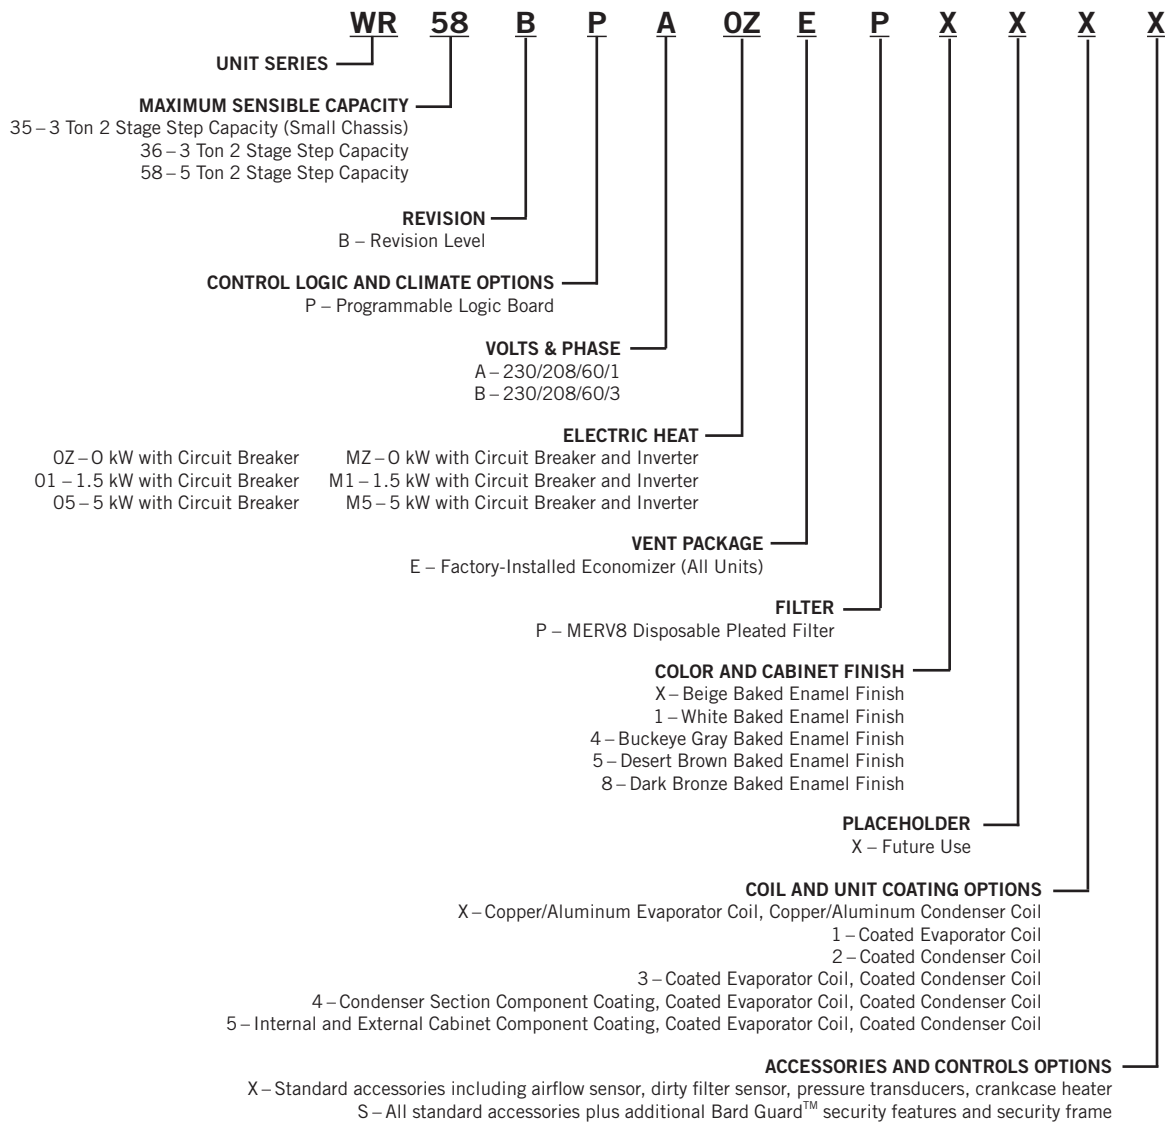 WR 58 B P A 0Z E P X X X X
UNIT SERIES
MAXIMUM SENSIBLE CAPACITY
35 – 3 Ton 2 Stage Step Capacity (Small Chassis)
36 – 3 Ton 2 Stage Step Capacity
58 – 5 Ton 2 Stage Step Capacity
REVISION
B – Revision Level
CONTROL LOGIC AND CLIMATE OPTIONS
P – Programmable Logic Board
VOLTS & PHASE
A – 230/208/60/1
B – 230/208/60/3
ELECTRIC HEAT
0Z – 0 kW with Circuit Breaker MZ – 0 kW with Circuit Breaker and Inverter
01 – 1.5 kW with Circuit Breaker M1 – 1.5 kW with Circuit Breaker and Inverter
05 – 5 kW with Circuit Breaker M5 – 5 kW with Circuit Breaker and Inverter
VENT PACKAGE
E – Factory-Installed Economizer (All Units)
FILTER
P – MERV8 Disposable Pleated Filter
COLOR AND CABINET FINISH
X – Beige Baked Enamel Finish
1 – White Baked Enamel Finish
4 – Buckeye Gray Baked Enamel Finish
5 – Desert Brown Baked Enamel Finish
8 – Dark Bronze Baked Enamel Finish
PLACEHOLDER
X – Future Use
COIL AND UNIT COATING OPTIONS
X – Copper/Aluminum Evaporator Coil, Copper/Aluminum Condenser Coil
1 – Coated Evaporator Coil
2 – Coated Condenser Coil
3 – Coated Evaporator Coil, Coated Condenser Coil
4 – Condenser Section Component Coating, Coated Evaporator Coil, Coated Condenser Coil
5 – Internal and External Cabinet Component Coating, Coated Evaporator Coil, Coated Condenser Coil
ACCESSORIES AND CONTROLS OPTIONS
X – Standard accessories including airflow sensor, dirty filter sensor, pressure transducers, crankcase heater
S – All standard accessories plus additional Bard Guard™ security features and security frame